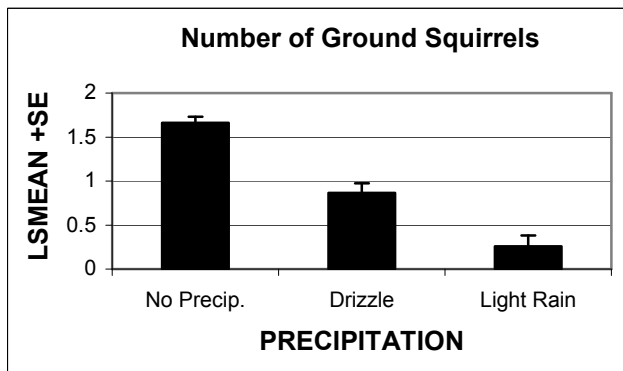 Number of Ground Squirrels
LSMEAN +SE
2
1.5
1
0.5
0
No Precip.
Drizzle
Light Rain
PRECIPITATION